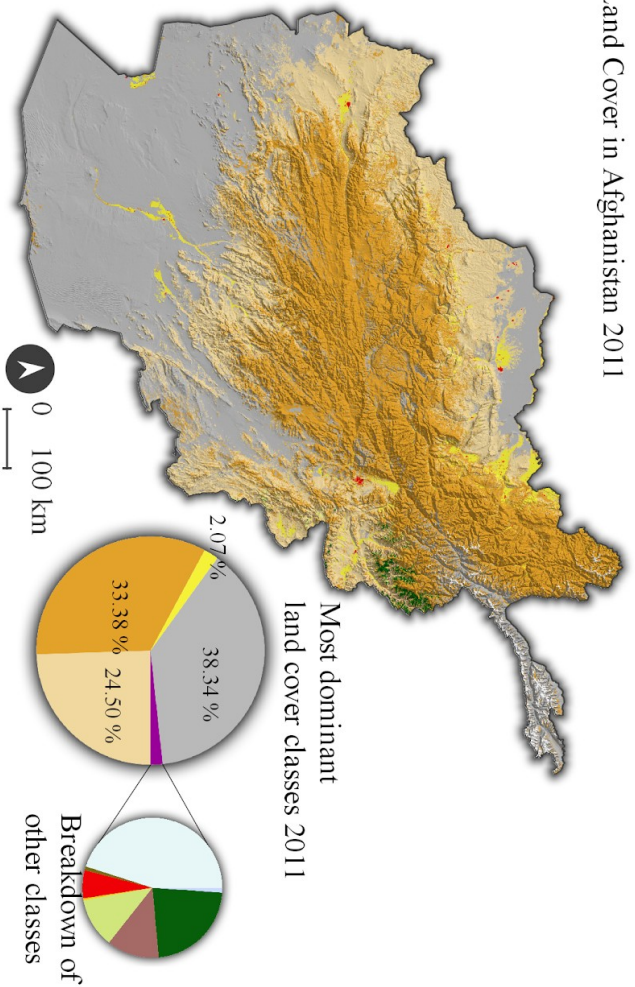 and Cover in Afghanistan 2011
0 100 km
Most dominant
land cover classes 2011
2.07 %
38.34 %
33.38 %
24.50 %
Breakdown of
other classes